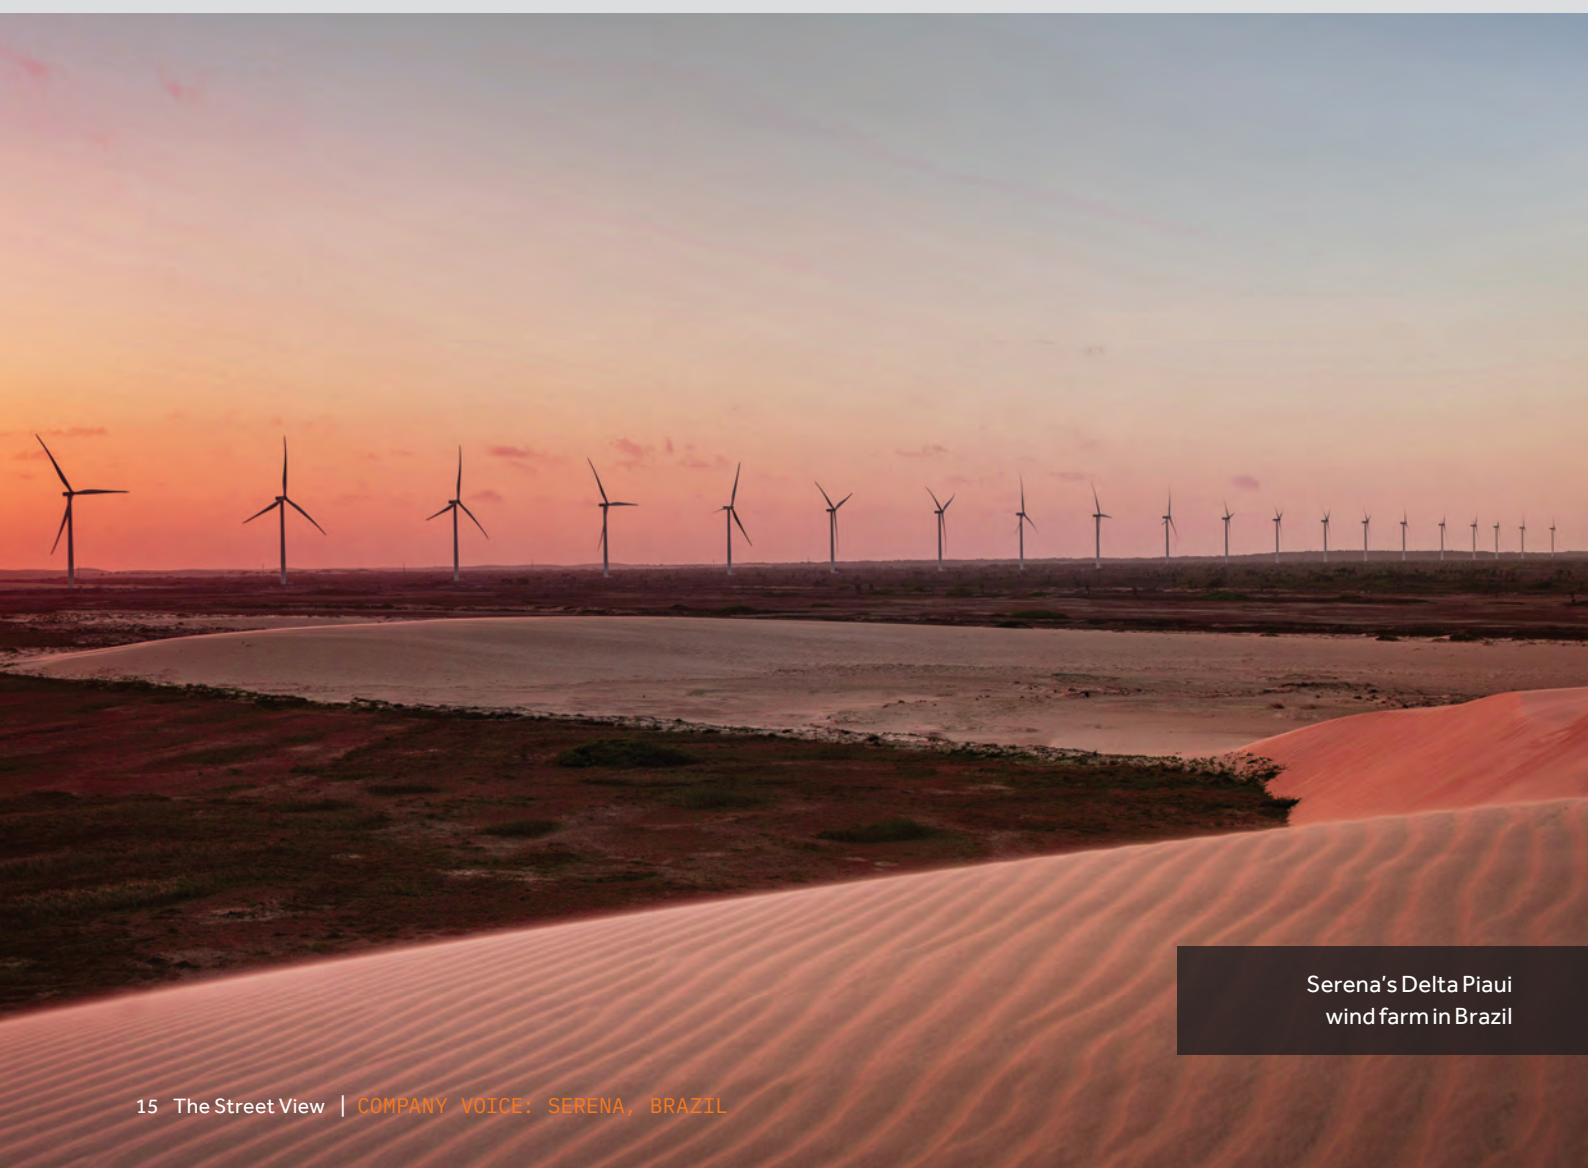 Serena's Delta Piaui
wind farm in Brazil
15 The Street View | COMPANY VOICE: SERENA, BRAZIL